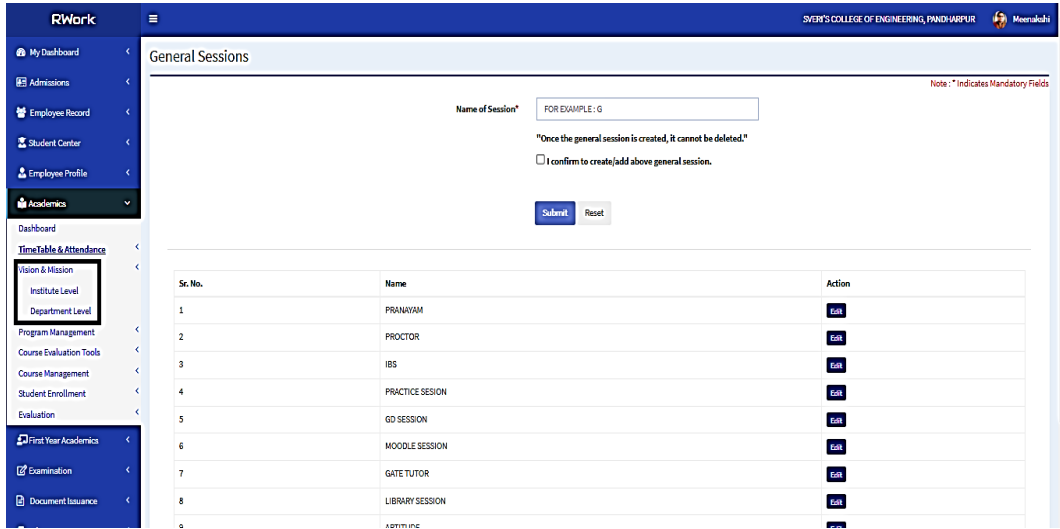 RWork
SVERI'S COLLEGE OF ENGINEERING, PANDHARPUR
Meenakshi
My Dashboard
Admissions
Employee Record
Student Center
Employee Profile
Academics
Dashboard
TimeTable & Attendance
Vision & Mission
Institute Level
Department Level
Program Management
Course Evaluation Tools
Course Management
Student Enrollment
Evaluation
First Year Academics
Examination
Document Issuance
General Sessions
Note : * Indicates Mandatory Fields
Name of Session* FOR EXAMPLE : G
"Once the general session is created, it cannot be deleted."
I confirm to create/add above general session.
Submit Reset
Sr. No. Name Action
1 PRANAYAM Edit
2 PROCTOR Edit
3 IBS Edit
4 PRACTICE SESION Edit
5 GD SESSION Edit
6 MOODLE SESSION Edit
7 GATE TUTOR Edit
8 LIBRARY SESSION Edit
9 APTITUDE Edit